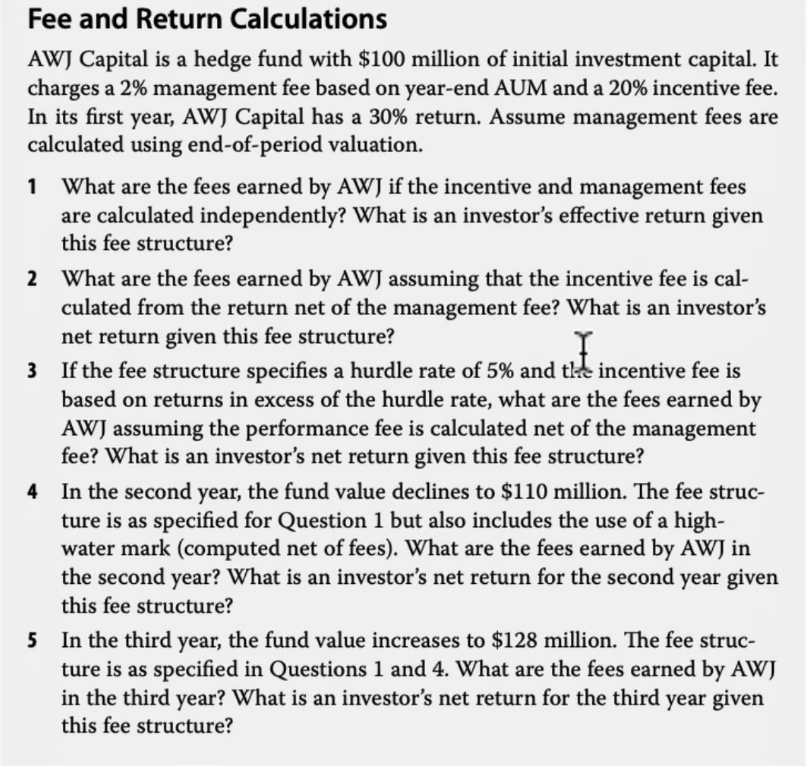 Fee and Return Calculations
AWJ Capital is a hedge fund with $100 million of initial investment capital. It
charges a 2% management fee based on year-end AUM and a 20% incentive fee.
In its first year, AWJ Capital has a 30% return. Assume management fees are
calculated using end-of-period valuation.
1 What are the fees earned by AWJ if the incentive and management fees
are calculated independently? What is an investor's effective return given
this fee structure?
2 What are the fees earned by AWJ assuming that the incentive fee is cal-
culated from the return net of the management fee? What is an investor's
net return given this fee structure?
3 If the fee structure specifies a hurdle rate of 5% and the incentive fee is
based on returns in excess of the hurdle rate, what are the fees earned by
AWJ assuming the performance fee is calculated net of the management
fee? What is an investor's net return given this fee structure?
4 In the second year, the fund value declines to $110 million. The fee struc-
ture is as specified for Question 1 but also includes the use of a high-
water mark (computed net of fees). What are the fees earned by AWJ in
the second year? What is an investor's net return for the second year given
this fee structure?
5 In the third year, the fund value increases to $128 million. The fee struc-
ture is as specified in Questions 1 and 4. What are the fees earned by AWJ
in the third year? What is an investor's net return for the third year given
this fee structure?